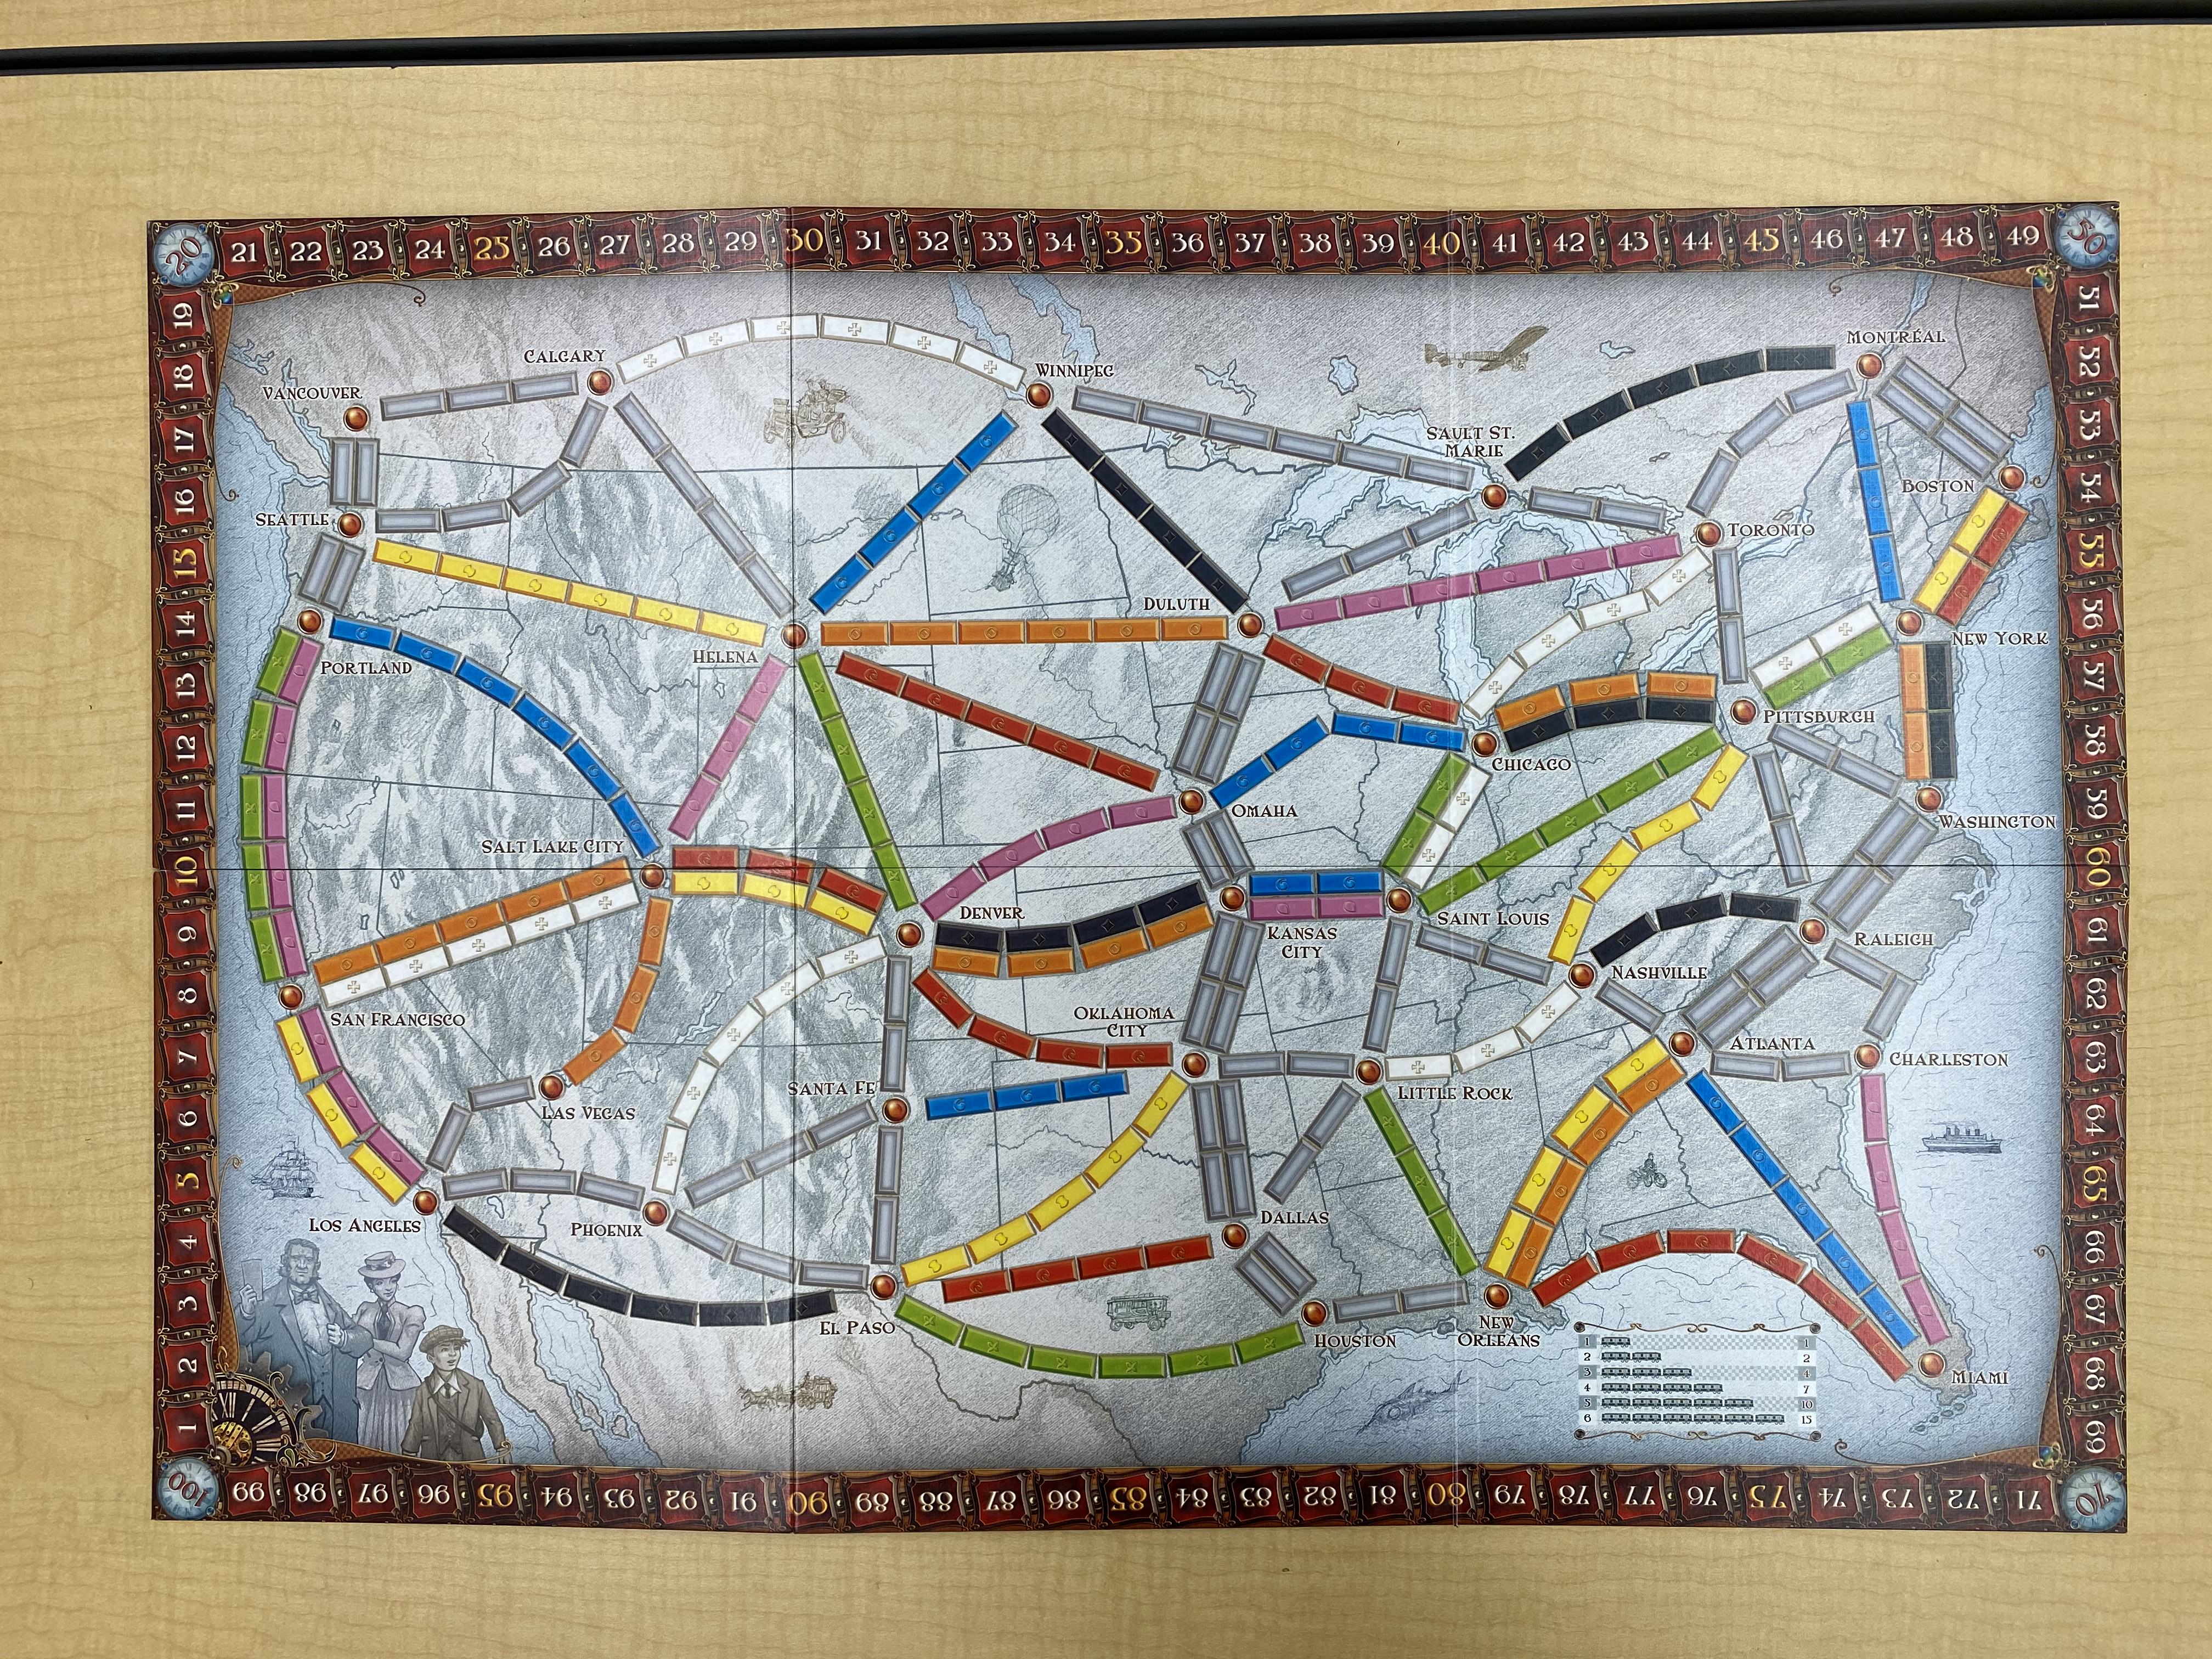 20 21 22 23 24 25 26 27 28 29 30 31 32 33 34 35 36 37 38 39 40 41 42 43 44 45 46 47 48 49 50
19
18
17
16
15
14
13
12
11
10
9
8
7
6
5
4
3
2
1
51
52
53
54
55
56
57
58
59
60
61
62
63
64
65
66
67
68
69
MONTRÉAL
CALGARY
WINNIPEG
VANCOUVER
SAULT ST.
MARIE
BOSTON
SEATTLE
TORONTO
DULUTH
NEW YORK
HELENA
PORTLAND
PITTSBURGH
CHICAGO
OMAHA
WASHINGTON
SALT LAKE CITY
DENVER
SAINT LOUIS
KANSAS
CITY
RALEIGH
NASHVILLE
SAN FRANCISCO
OKLAHOMA
CITY
ATLANTA
CHARLESTON
SANTA FE
LITTLE ROCK
LAS VEGAS
LOS ANGELES
PHOENIX
DALLAS
EL PASO
HOUSTON
NEW
ORLEANS
MIAMI
1 1
2 2
3 4
4 7
5 10
6 15
100 99 98 97 96 95 94 93 92 91 90 89 88 87 86 85 84 83 82 81 80 79 78 77 76 75 74 73 72 71 70